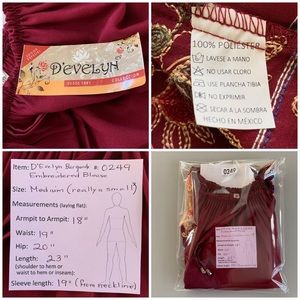 D'EVELYN
SINCE 1981
COLLECTION
100% POLIESTER
LAVESE A MANO
NO USAR CLORO
USE PLANCHA TIBIA
NO EXPRIMIR
SECAR A LA SOMBRA
HECHO EN MÉXICO
Item: D'Evelyn Burgundy # 0249
Embroidered Blouse
Size: Medium (really a small)
Measurements (laying flat):
Armpit to Armpit: 18"
Waist: 19"
Hip: 20"
Length: 23"
(shoulder to hem or
waist to hem or inseam)
Sleeve length: 19" (from neckline)
0249